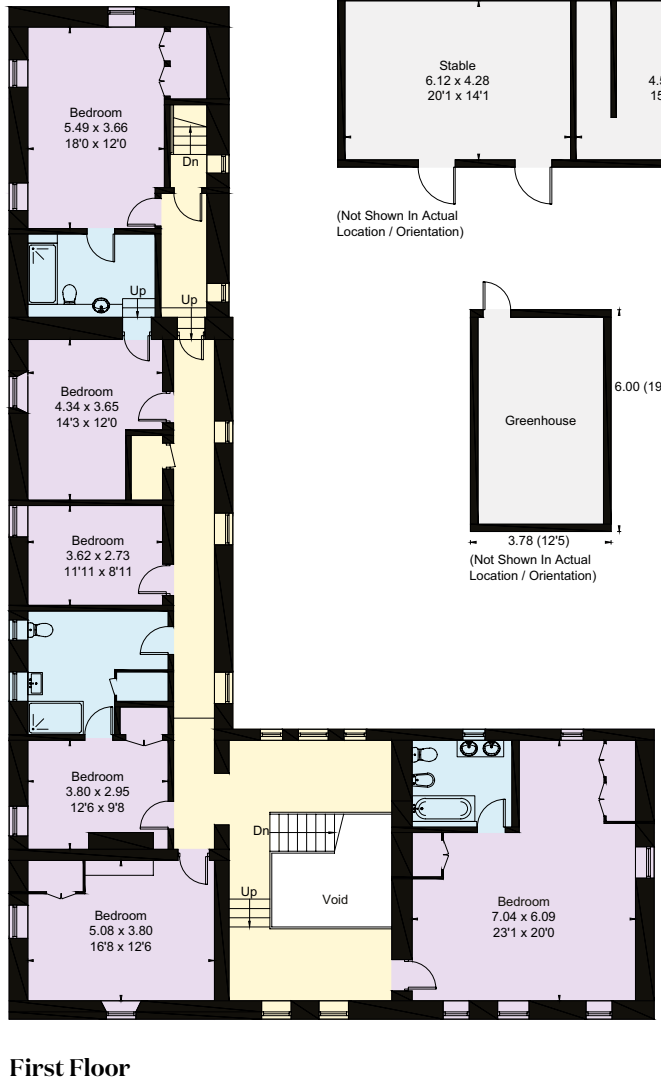 Bedroom
5.49 x 3.66
18'0 x 12'0
Dn
Up
Up
Bedroom
4.34 x 3.65
14'3 x 12'0
Bedroom
3.62 x 2.73
11'11 x 8'11
Bedroom
3.80 x 2.95
12'6 x 9'8
Bedroom
5.08 x 3.80
16'8 x 12'6
Dn
Up
Void
Bedroom
7.04 x 6.09
23'1 x 20'0
Stable
6.12 x 4.28
20'1 x 14'1
4.5
15
(Not Shown In Actual
Location / Orientation)
Greenhouse
6.00 (19
3.78 (12'5)
(Not Shown In Actual
Location / Orientation)
First Floor